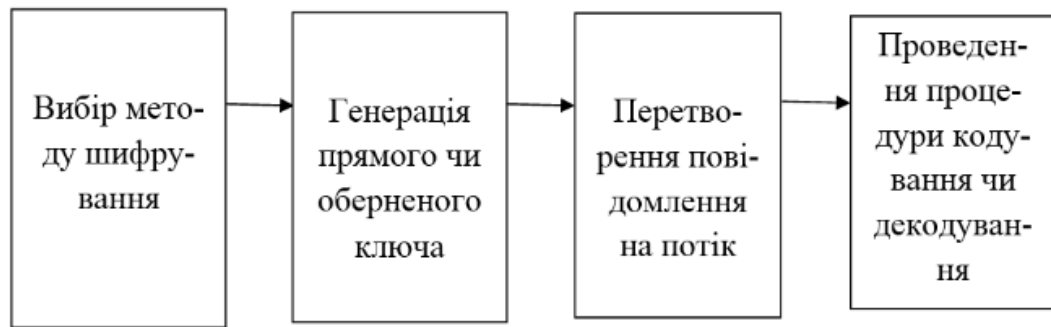 Вибір мето-
ду шифру-
вання
Генерація
прямого чи
оберненого
ключа
Перетво-
рення пові-
домлення
на потік
Проведен-
ня проце-
дури коду-
вання чи
декодуван-
ня